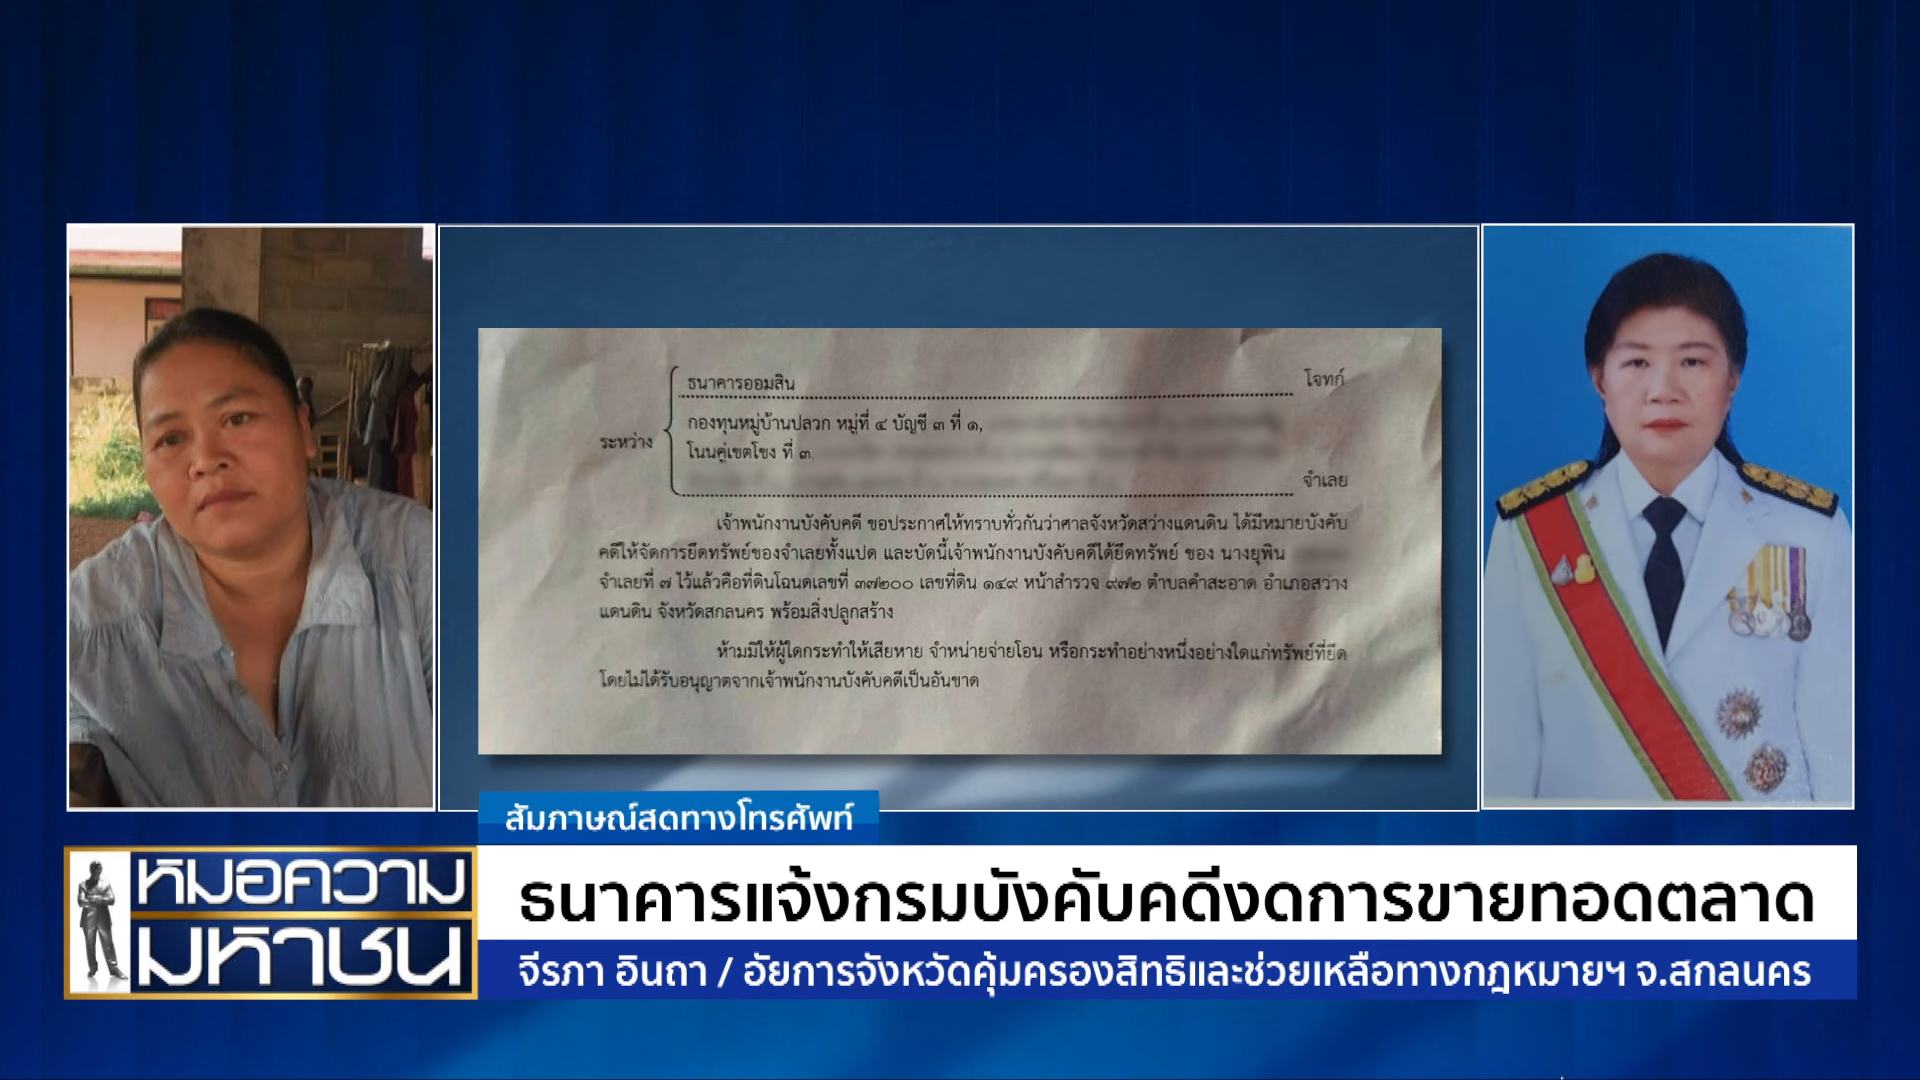 ธนาคารออมสิน
โจทก์
ระหว่าง
กองทุนหมู่บ้านปลวก หมู่ที่ ๔ บัญชี ๓ ที่ ๑,
โนนคู่เขตโขง ที่ ๓
จำเลย
เจ้าพนักงานบังคับคดี ขอประกาศให้ทราบทั่วกันว่าศาลจังหวัดสว่างแดนดิน ได้มีหมายบังคับ
คดีให้จัดการยึดทรัพย์ของจำเลยทั้งแปด และบัดนี้เจ้าพนักงานบังคับคดีได้ยึดทรัพย์ ของ นางยุพิน
จำเลยที่ ๗ ไว้แล้วคือที่ดินโฉนดเลขที่ ๓๗๒๐๐ เลขที่ดิน ๑๔๙ หน้าสำรวจ ๙๗๒ ตำบลคำสะอาด อำเภอสว่าง
แดนดิน จังหวัดสกลนคร พร้อมสิ่งปลูกสร้าง
ห้ามมิให้ผู้ใดกระทำให้เสียหาย จำหน่ายจ่ายโอน หรือกระทำอย่างหนึ่งอย่างใดแก่ทรัพย์ที่ยึด
โดยไม่ได้รับอนุญาตจากเจ้าพนักงานบังคับคดีเป็นอันขาด
สัมภาษณ์สดทางโทรศัพท์
หมอความ
มหาชน
ธนาคารแจ้งกรมบังคับคดีงดการขายทอดตลาด
จีรภา อินถา / อัยการจังหวัดคุ้มครองสิทธิและช่วยเหลือทางกฎหมายฯ จ.สกลนคร